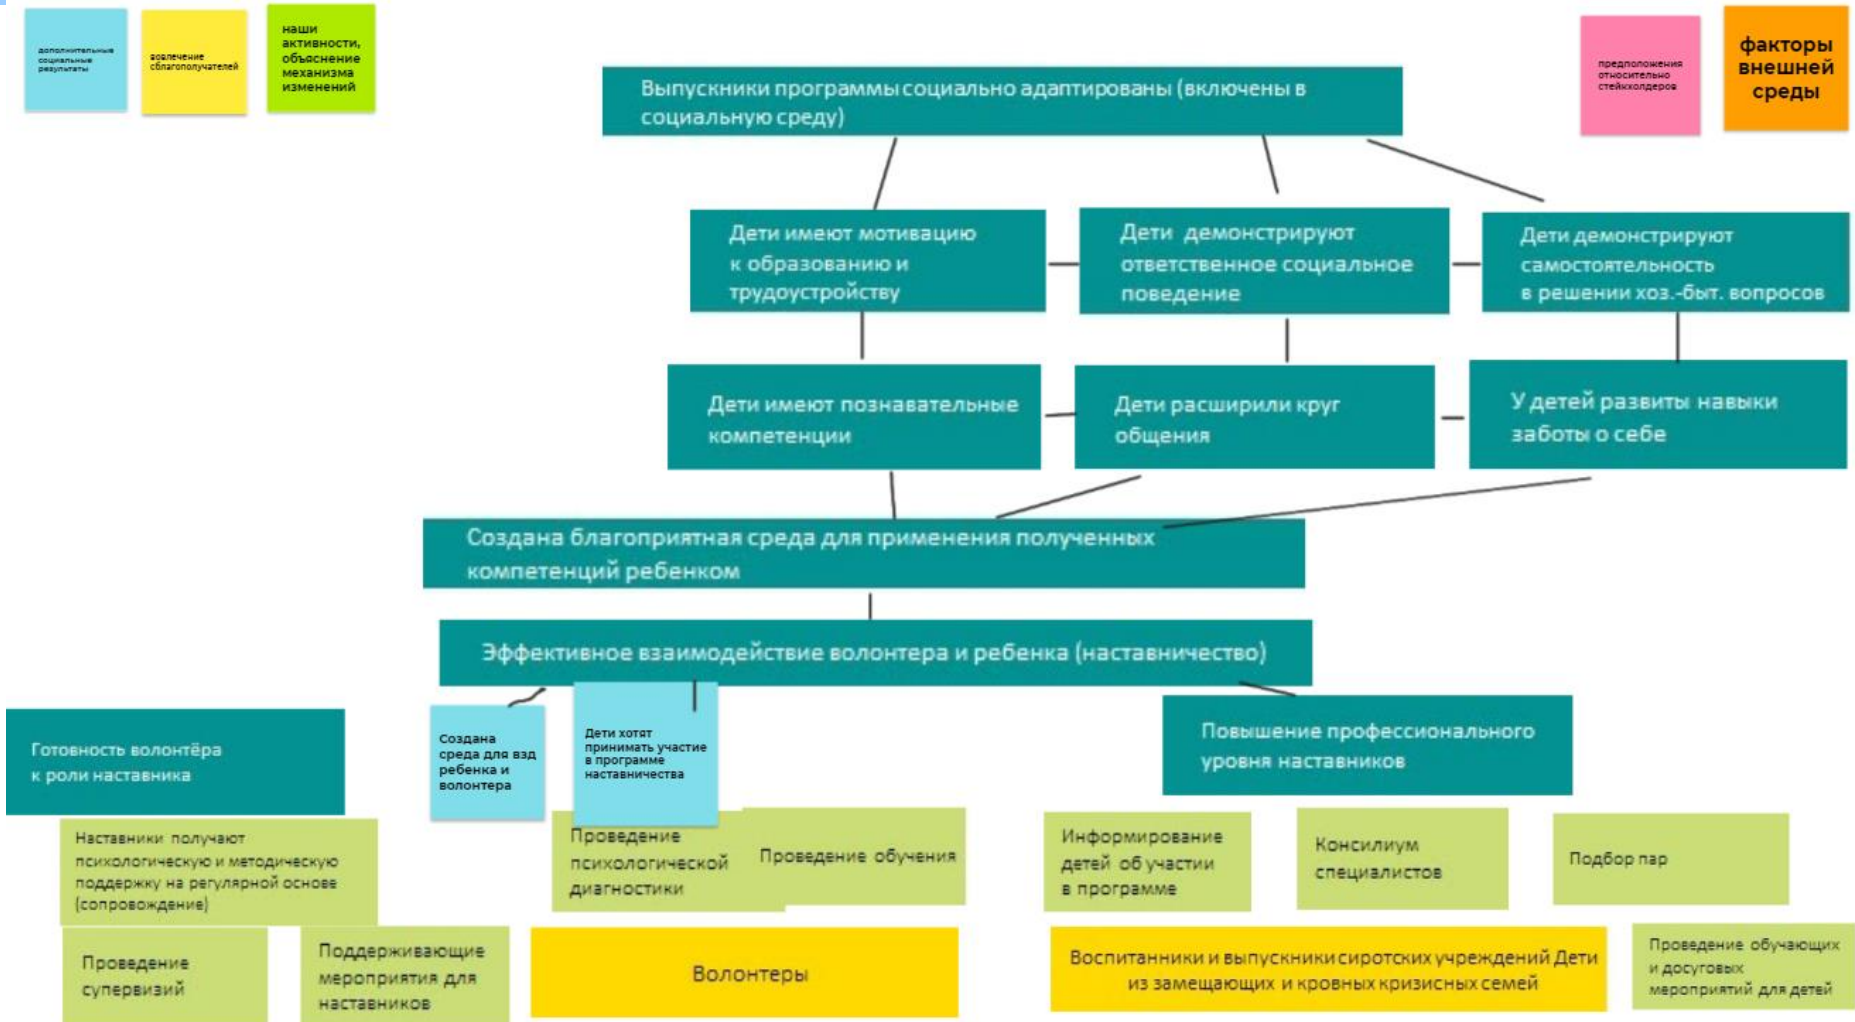 дополнительные
социальные
результаты
вовлечение
сблагополучателей
наши
активности,
объяснение
механизма
изменений
предположения
относительно
стейкхолдеров
факторы
внешней
среды
Выпускники программы социально адаптированы (включены в
социальную среду)
Дети имеют мотивацию
к образованию и
трудоустройству
Дети демонстрируют
ответственное социальное
поведение
Дети демонстрируют
самостоятельность
в решении хоз.-быт. вопросов
Дети имеют познавательные
компетенции
Дети расширили круг
общения
У детей развиты навыки
заботы о себе
Создана благоприятная среда для применения полученных
компетенций ребенком
Эффективное взаимодействие волонтера и ребенка (наставничество)
Готовность волонтёра
к роли наставника
Создана
среда для взд
ребенка и
волонтера
Дети хотят
принимать участие
в программе
наставничества
Повышение профессионального
уровня наставников
Наставники получают
психологическую и методическую
поддержку на регулярной основе
(сопровождение)
Проведение
психологической
диагностики
Проведение обучения
Информирование
детей об участии
в программе
Консилиум
специалистов
Подбор пар
Проведение
супервизий
Поддерживающие
мероприятия для
наставников
Волонтеры
Воспитанники и выпускники сиротских учреждений Дети
из замещающих и кровных кризисных семей
Проведение обучающих
и досуговых
мероприятий для детей